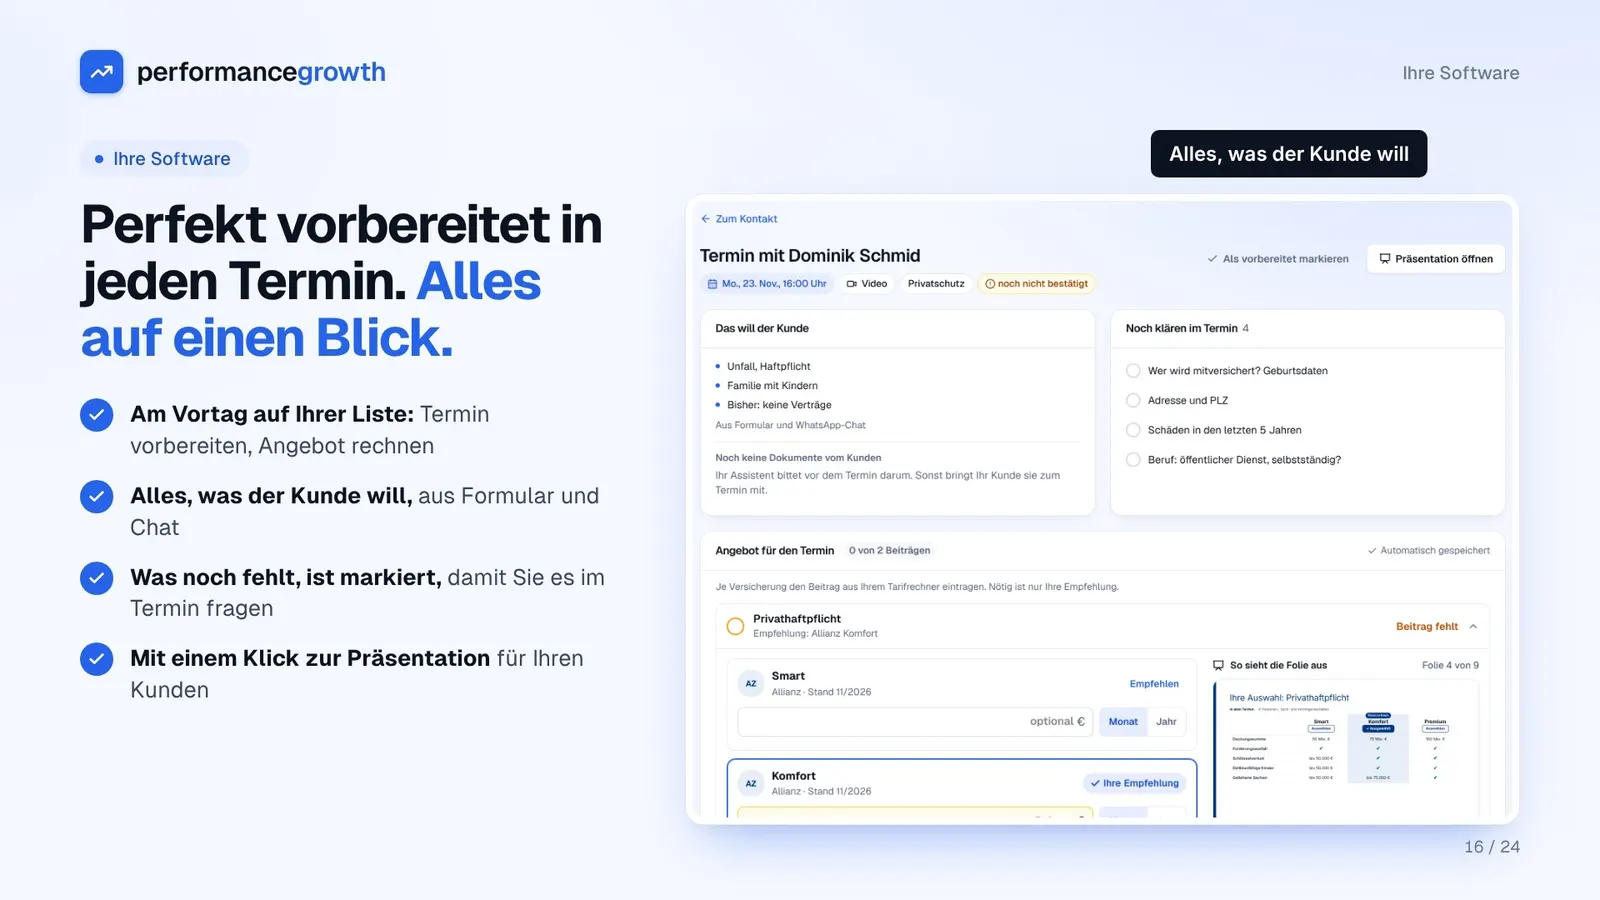 performancegrowth
Ihre Software
Ihre Software
Perfekt vorbereitet in
jeden Termin. Alles
auf einen Blick.
Am Vortag auf Ihrer Liste: Termin
vorbereiten, Angebot rechnen
Alles, was der Kunde will, aus Formular und
Chat
Was noch fehlt, ist markiert, damit Sie es im
Termin fragen
Mit einem Klick zur Präsentation für Ihren
Kunden
Alles, was der Kunde will
Zum Kontakt
Termin mit Dominik Schmid
Als vorbereitet markieren
Präsentation öffnen
Mo., 23. Nov., 16:00 Uhr
Video
Privatschutz
noch nicht bestätigt
Das will der Kunde
Unfall, Haftpflicht
Familie mit Kindern
Bisher: keine Verträge
Aus Formular und WhatsApp-Chat
Noch keine Dokumente vom Kunden
Ihr Assistent bittet vor dem Termin darum. Sonst bringt Ihr Kunde sie zum
Termin mit.
Noch klären im Termin 4
Wer wird mitversichert? Geburtsdaten
Adresse und PLZ
Schäden in den letzten 5 Jahren
Beruf: öffentlicher Dienst, selbstständig?
Angebot für den Termin 0 von 2 Beiträgen
Automatisch gespeichert
Je Versicherung den Beitrag aus Ihrem Tarifrechner eintragen. Nötig ist nur Ihre Empfehlung.
Privathaftpflicht
Empfehlung: Allianz Komfort
Beitrag fehlt
AZ
Smart
Allianz · Stand 11/2026
Empfehlen
optional €
Monat
Jahr
AZ
Komfort
Allianz · Stand 11/2026
Ihre Empfehlung
So sieht die Folie aus
Folie 4 von 9
Ihre Auswahl: Privathaftpflicht
Smart
Komfort
Premium
16 / 24